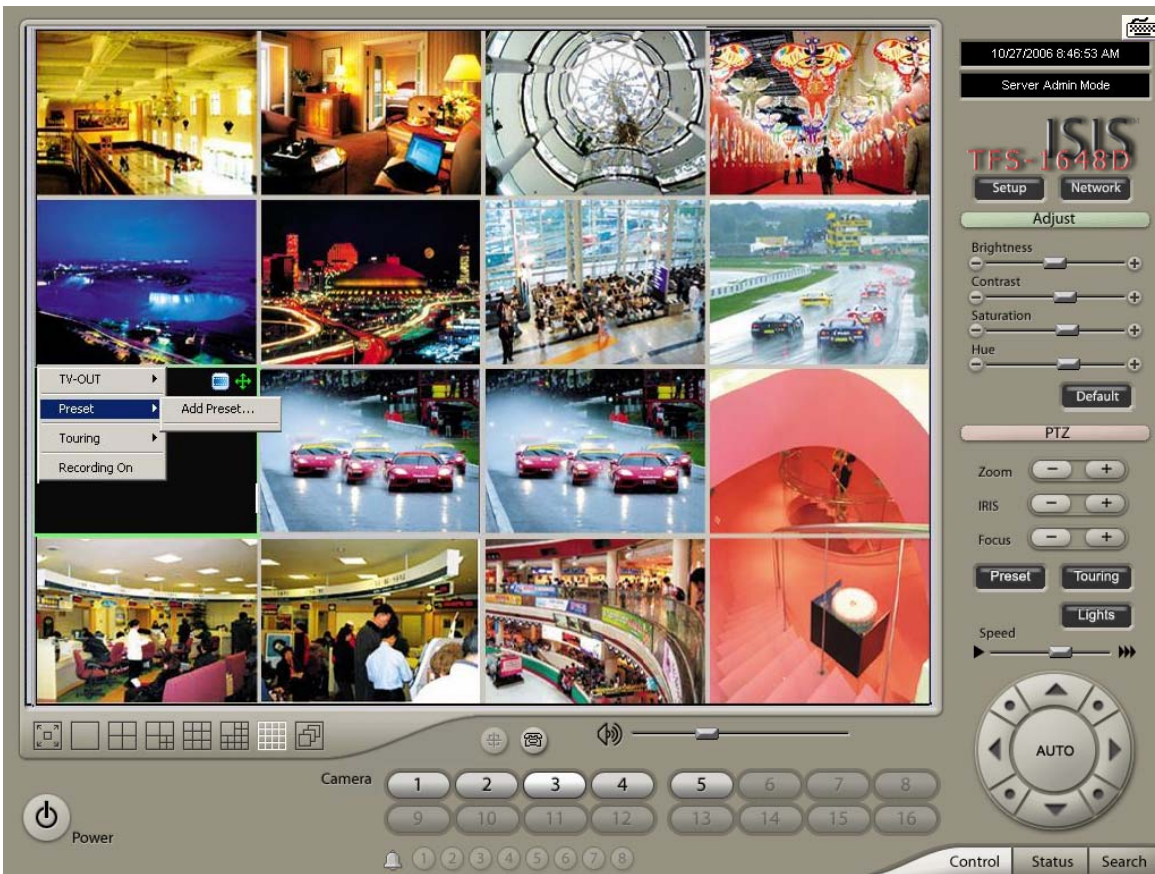 10/27/2006 8:46:53 AM
Server Admin Mode
ISIS
TFS-1648D
Setup Network
Adjust
Brightness
Contrast
Saturation
Hue
Default
TV-OUT
Preset
Add Preset...
Touring
Recording On
PTZ
Zoom
IRIS
Focus
Preset Touring
Lights
Speed
AUTO
Camera
1 2 3 4 5 6 7 8
9 10 11 12 13 14 15 16
Power
1 2 3 4 5 6 7 8
Control Status Search